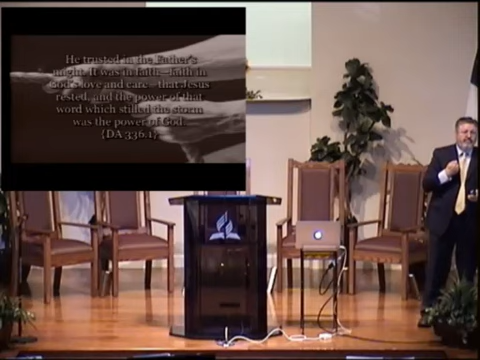 He trusted in the Father's
might. It was in faith—faith in
God's love and care—that Jesus
rested, and the power of that
word which stilled the storm
was the power of God.
{DA 336.1}